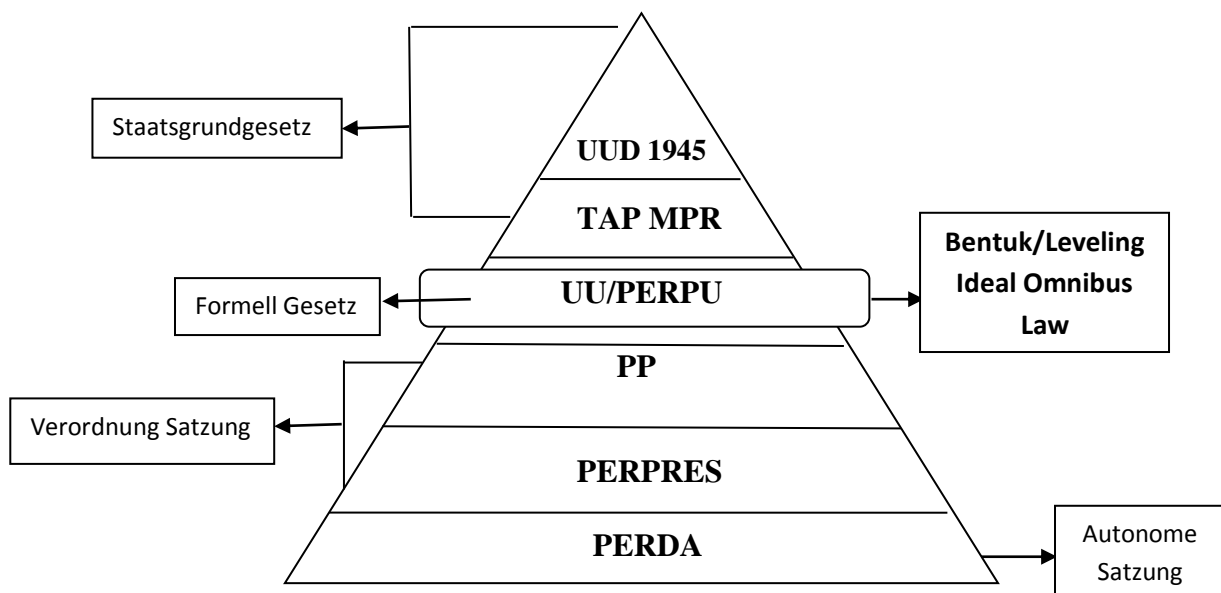 Staatsgrundgesetz
UUD 1945
TAP MPR
Bentuk/Leveling
Ideal Omnibus
Law
Formell Gesetz
UU/PERPU
PP
Verordnung Satzung
PERPRES
PERDA
Autonome
Satzung